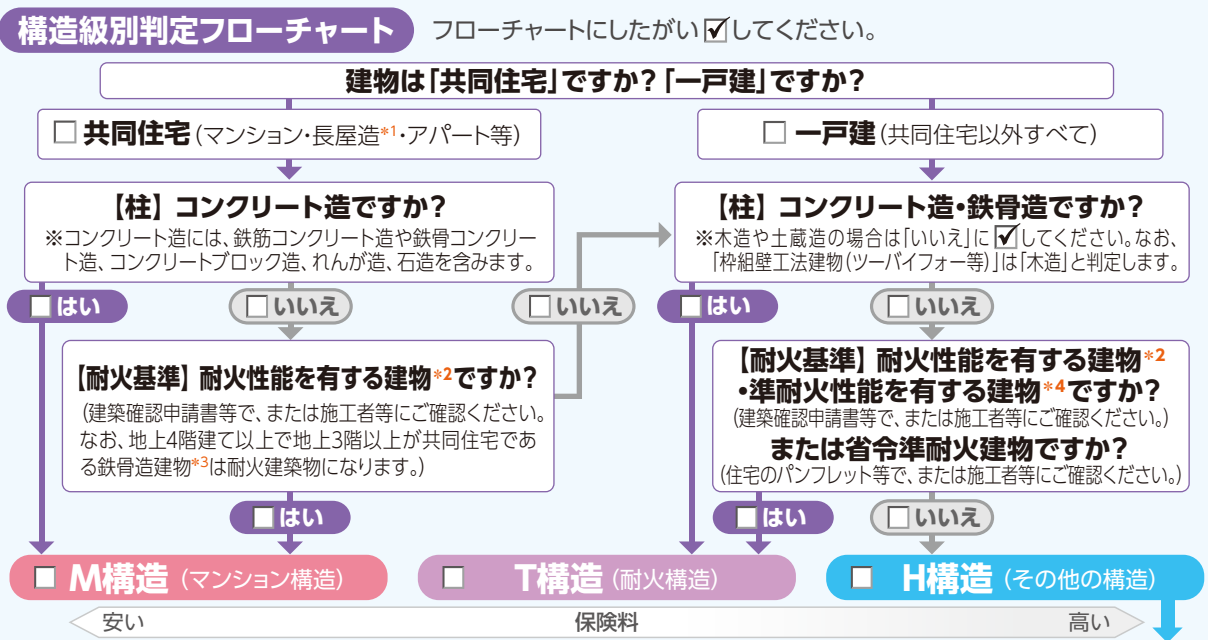 構造級別判定フローチャート フローチャートにしたがい☑してください。
建物は「共同住宅」ですか?「一戸建」ですか?
□ 共同住宅(マンション・長屋造*1・アパート等)
□ 一戸建(共同住宅以外すべて)
【柱】コンクリート造ですか?
※コンクリート造には、鉄筋コンクリート造や鉄骨コンクリー
ト造、コンクリートブロック造、れんが造、石造を含みます。
【柱】コンクリート造・鉄骨造ですか?
※木造や土蔵造の場合は「いいえ」に☑してください。なお、
「枠組壁工法建物(ツーバイフォー等)」は「木造」と判定します。
□はい
□いいえ
□いいえ
□はい
□いいえ
【耐火基準】耐火性能を有する建物*2ですか?
(建築確認申請書等で、または施工者等にご確認ください。
なお、地上4階建て以上で地上3階以上が共同住宅であ
る鉄骨造建物*3は耐火建築物になります。)
【耐火基準】耐火性能を有する建物*2
・準耐火性能を有する建物*4ですか?
(建築確認申請書等で、または施工者等にご確認ください。)
または省令準耐火建物ですか?
(住宅のパンフレット等で、または施工者等にご確認ください。)
□はい
□はい
□いいえ
□ M構造(マンション構造)
□ T構造(耐火構造)
□ H構造(その他の構造)
安い 保険料 高い